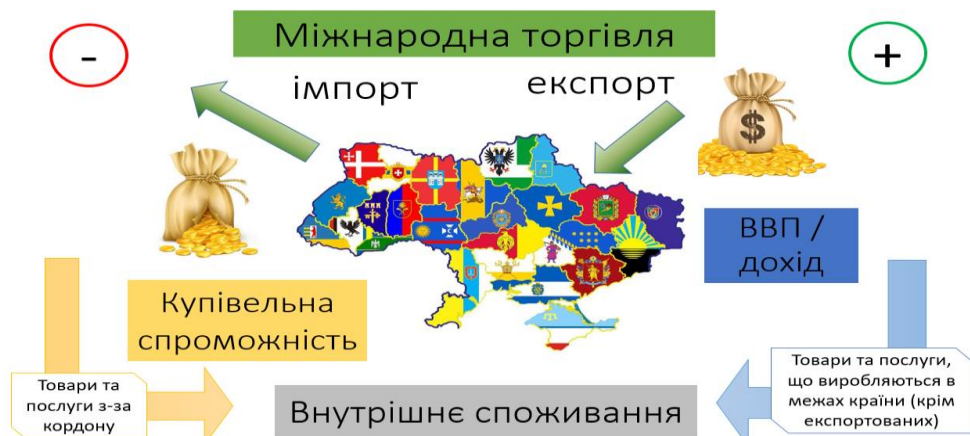 Міжнародна торгівля
-
+
імпорт
експорт
$
ВВП /
дохід
Купівельна
спроможність
Товари та
послуги з-за
кордону
Товари та послуги,
що виробляються в
межах країни (крім
експортованих)
Внутрішнє споживання